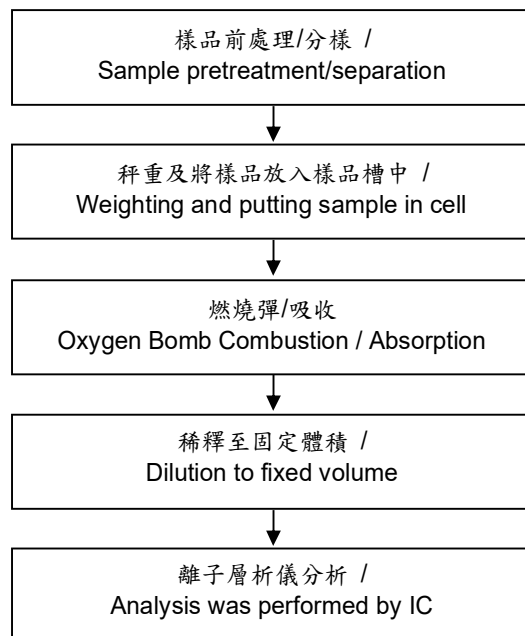 樣品前處理/分樣 /
Sample pretreatment/separation
秤重及將樣品放入樣品槽中 /
Weighting and putting sample in cell
燃燒彈/吸收
Oxygen Bomb Combustion / Absorption
稀釋至固定體積 /
Dilution to fixed volume
離子層析儀分析 /
Analysis was performed by IC